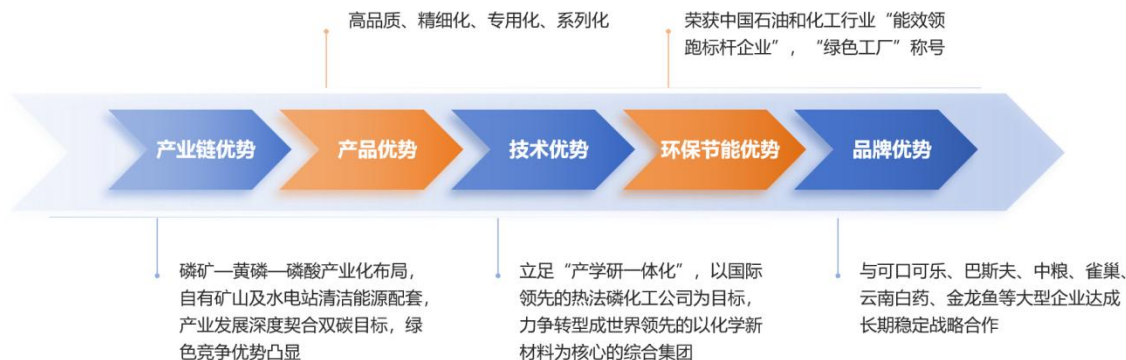 高品质、精细化、专用化、系列化
荣获中国石油和化工行业“能效领
跑标杆企业”，“绿色工厂”称号
产业链优势
产品优势
技术优势
环保节能优势
品牌优势
磷矿—黄磷—磷酸产业化布局，
自有矿山及水电站清洁能源配套，
产业发展深度契合双碳目标，绿
色竞争优势凸显
立足“产学研一体化”，以国际
领先的热法磷化工公司为目标，
力争转型成世界领先的以化学新
材料为核心的综合集团
与可口可乐、巴斯夫、中粮、雀巢、
云南白药、金龙鱼等大型企业达成
长期稳定战略合作